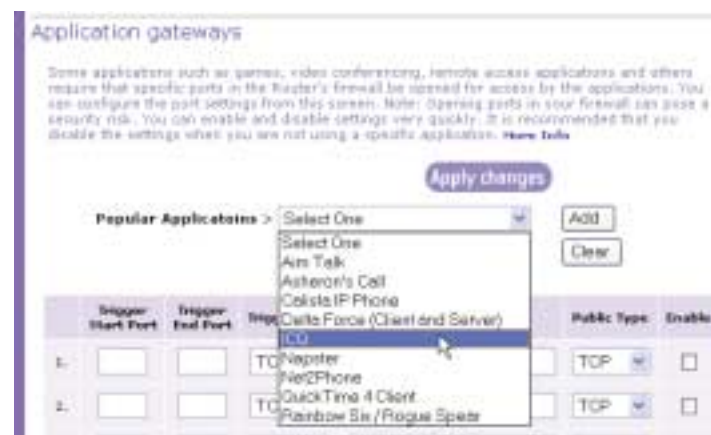 Application gateways
Some applications such as games, video conferencing, remote access applications and others
require that specific ports in the Router's firewall be opened for access by the applications. You
can configure the port settings from this screen. Note: Opening ports in your firewall can pose a
security risk. You can enable and disable settings very quickly. It is recommended that you
disable the settings when you are not using a specific application. More Info
Apply changes
Popular Applicatoins > Select One Add
Clear
Select One
Aim Talk
Asheron's Call
Calista IP Phone
Delta Force (Client and Server)
ICQ
Napster
Net2Phone
QuickTime 4 Client
Rainbow Six / Rogue Spear
Trigger Start Port Trigger End Port Public Type Enable
1. TCP
2. TCP